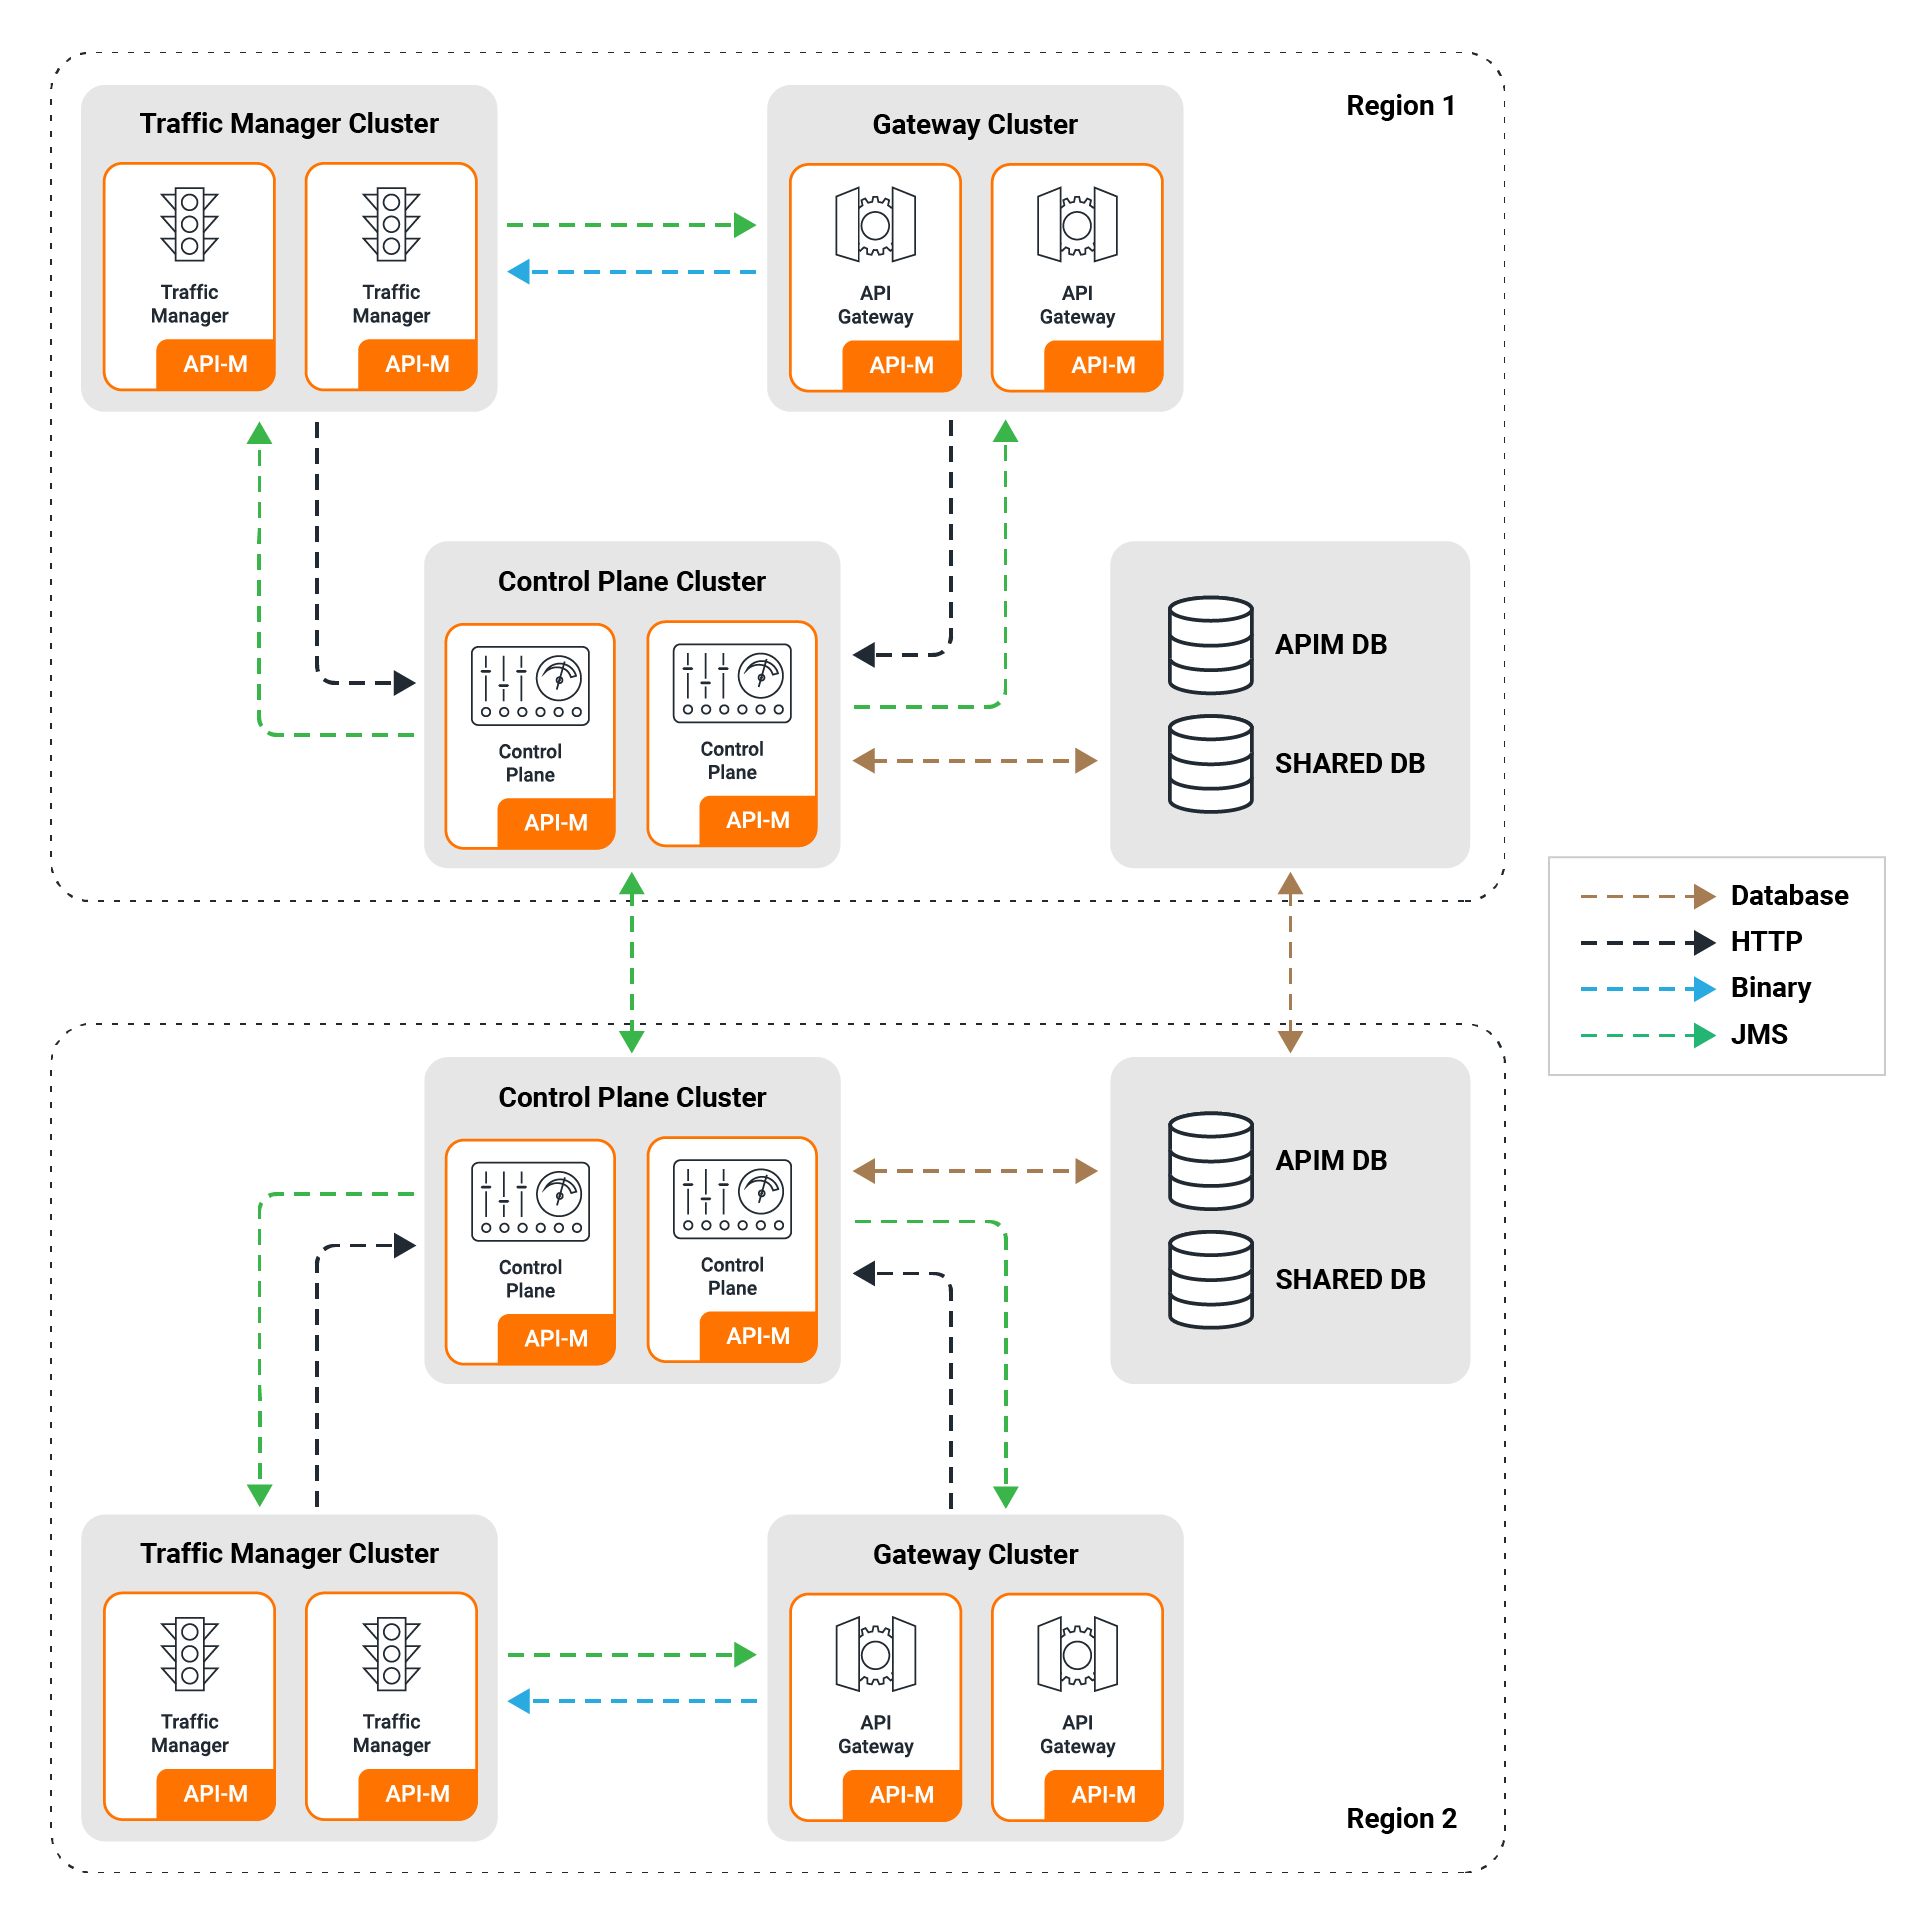 Region 1
Traffic Manager Cluster
Traffic
Manager
API-M
Traffic
Manager
API-M
Gateway Cluster
API
Gateway
API-M
API
Gateway
API-M
Control Plane Cluster
Control
Plane
API-M
Control
Plane
API-M
APIM DB
SHARED DB
Database
HTTP
Binary
JMS
Control Plane Cluster
Control
Plane
API-M
Control
Plane
API-M
APIM DB
SHARED DB
Traffic Manager Cluster
Traffic
Manager
API-M
Traffic
Manager
API-M
Gateway Cluster
API
Gateway
API-M
API
Gateway
API-M
Region 2